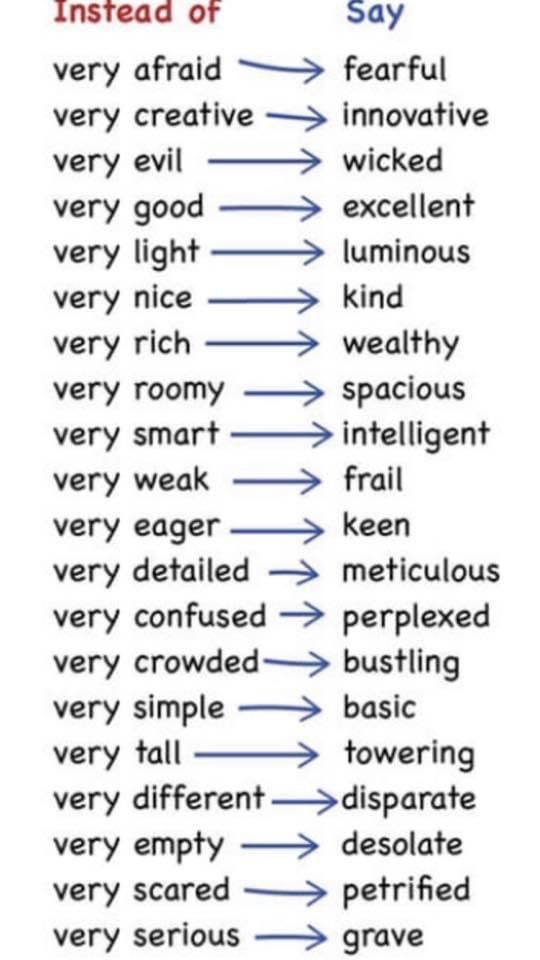 Instead of Say
very afraid → fearful
very creative → innovative
very evil → wicked
very good → excellent
very light → luminous
very nice → kind
very rich → wealthy
very roomy → spacious
very smart → intelligent
very weak → frail
very eager → keen
very detailed → meticulous
very confused → perplexed
very crowded → bustling
very simple → basic
very tall → towering
very different → disparate
very empty → desolate
very scared → petrified
very serious → grave